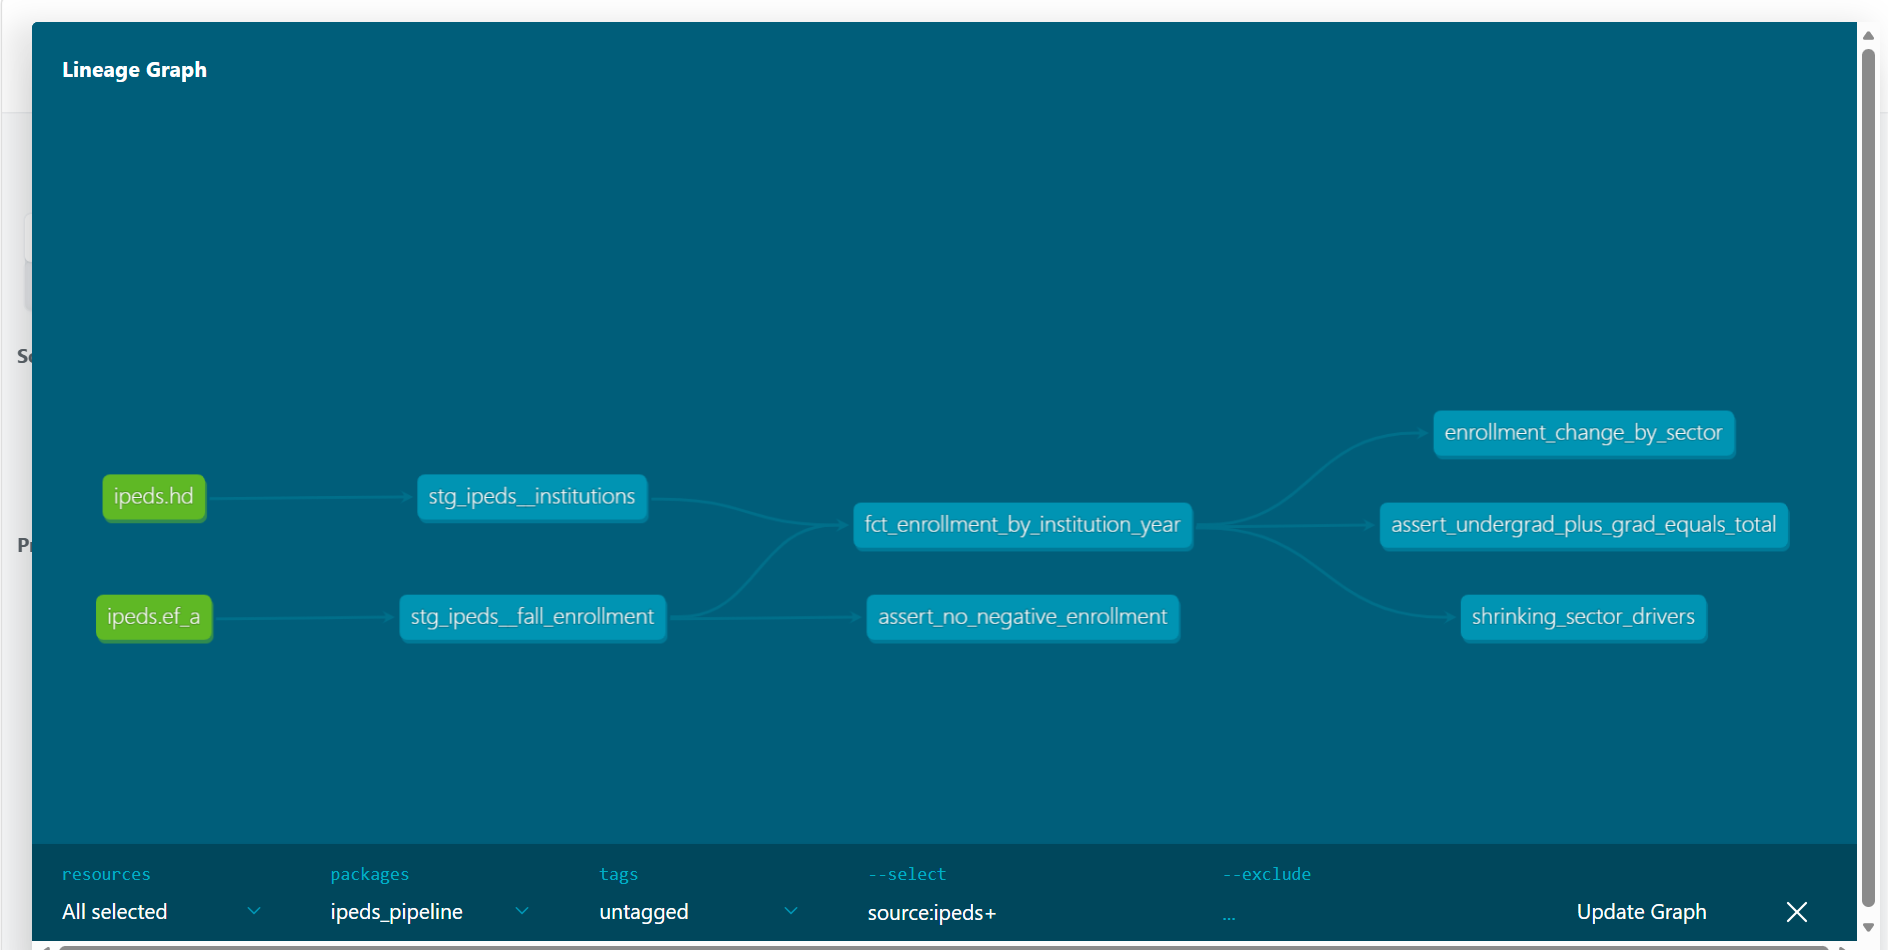 Lineage Graph
enrollment_change_by_sector
ipeds.hd
stg_ipeds__institutions
fct_enrollment_by_institution_year
assert_undergrad_plus_grad_equals_total
ipeds.ef_a
stg_ipeds__fall_enrollment
assert_no_negative_enrollment
shrinking_sector_drivers
resources
packages
tags
--select
--exclude
All selected
ipeds_pipeline
untagged
source:ipeds+
...
Update Graph